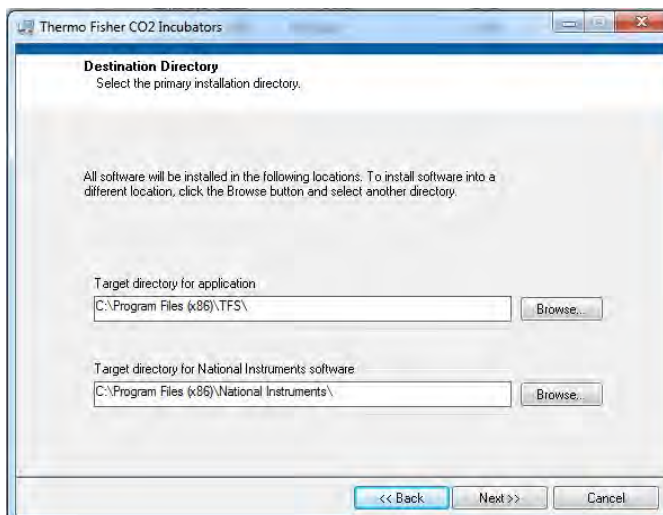 Thermo Fisher CO2 Incubators
Destination Directory
Select the primary installation directory.
All software will be installed in the following locations. To install software into a
different location, click the Browse button and select another directory.
Target directory for application
C:\Program Files (x86)\TFS\
Browse...
Target directory for National Instruments software
C:\Program Files (x86)\National Instruments\
Browse...
<< Back
Next >>
Cancel